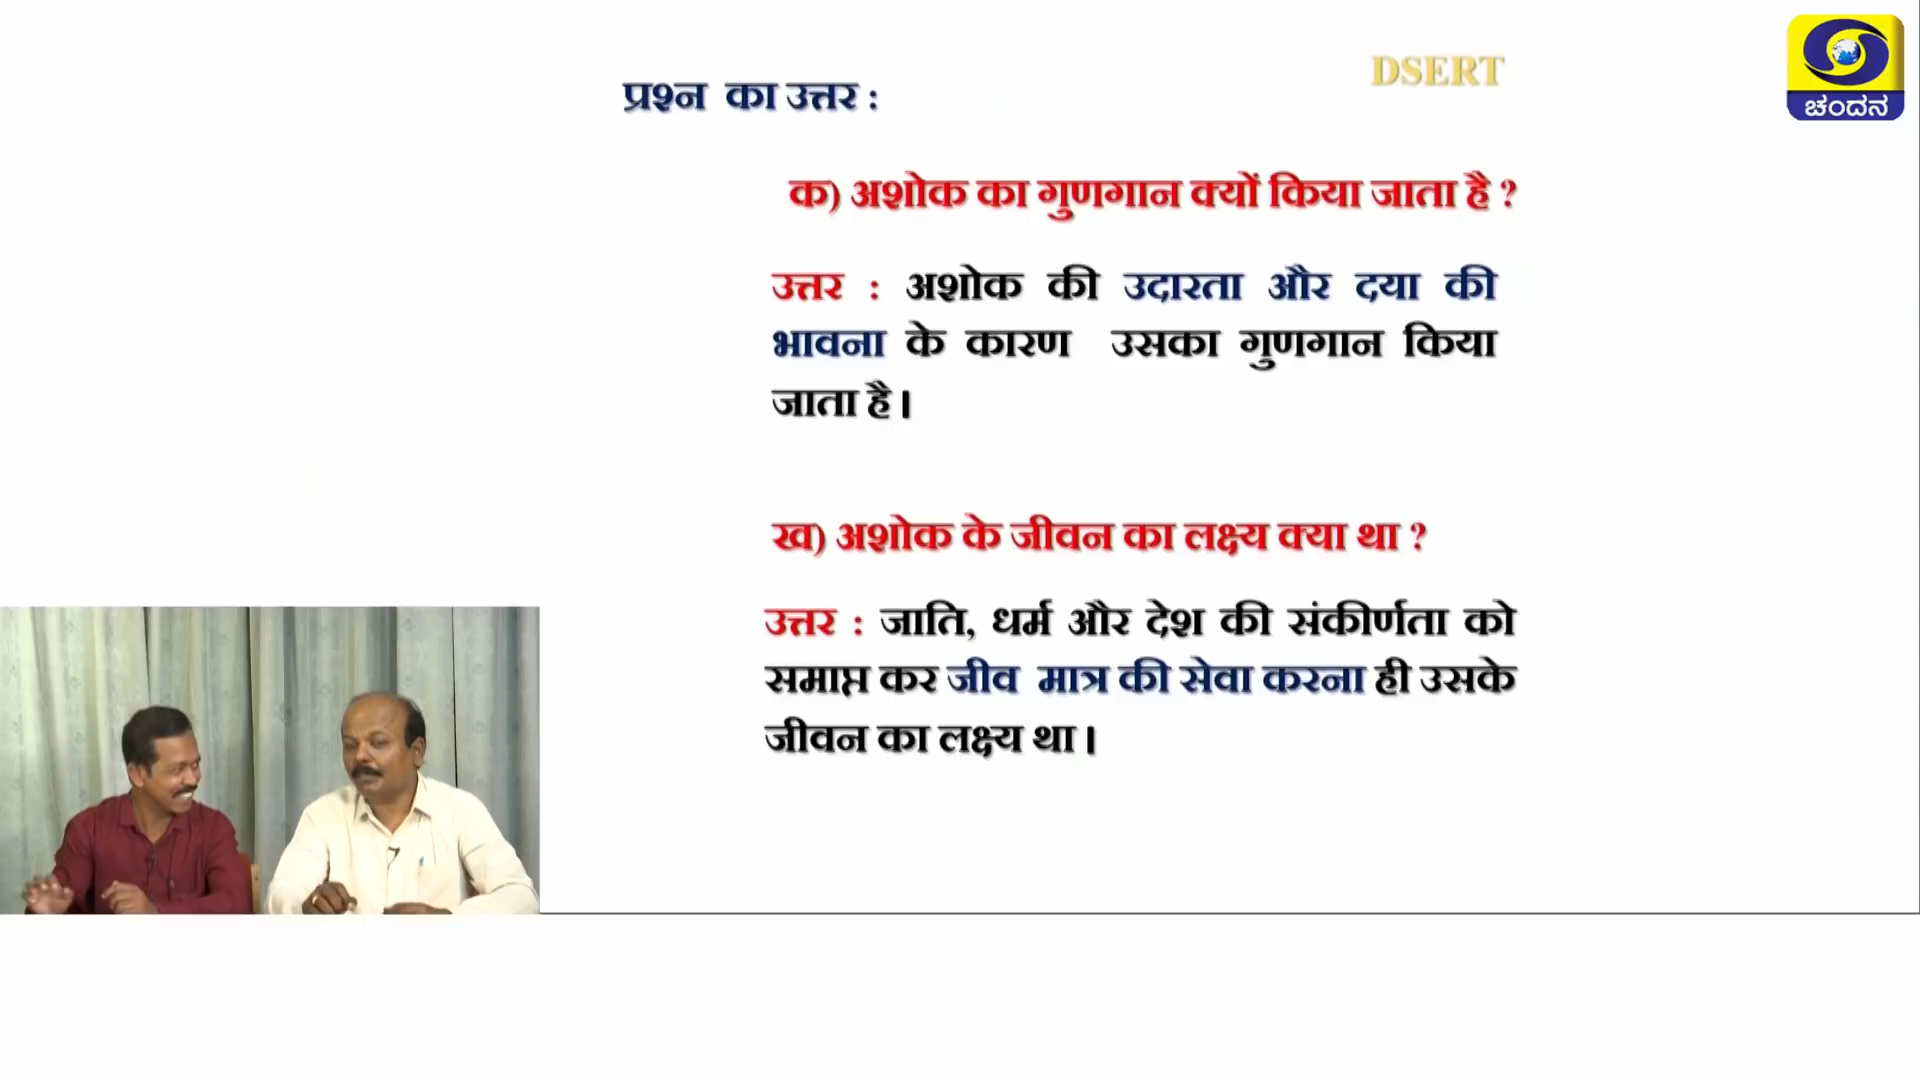 DSERT
ಚಂದನ
प्रश्न का उत्तर :
क) अशोक का गुणगान क्यों किया जाता है ?
उत्तर : अशोक की उदारता और दया की
भावना के कारण उसका गुणगान किया
जाता है।
ख) अशोक के जीवन का लक्ष्य क्या था ?
उत्तर : जाति, धर्म और देश की संकीर्णता को
समाप्त कर जीव मात्र की सेवा करना ही उसके
जीवन का लक्ष्य था।